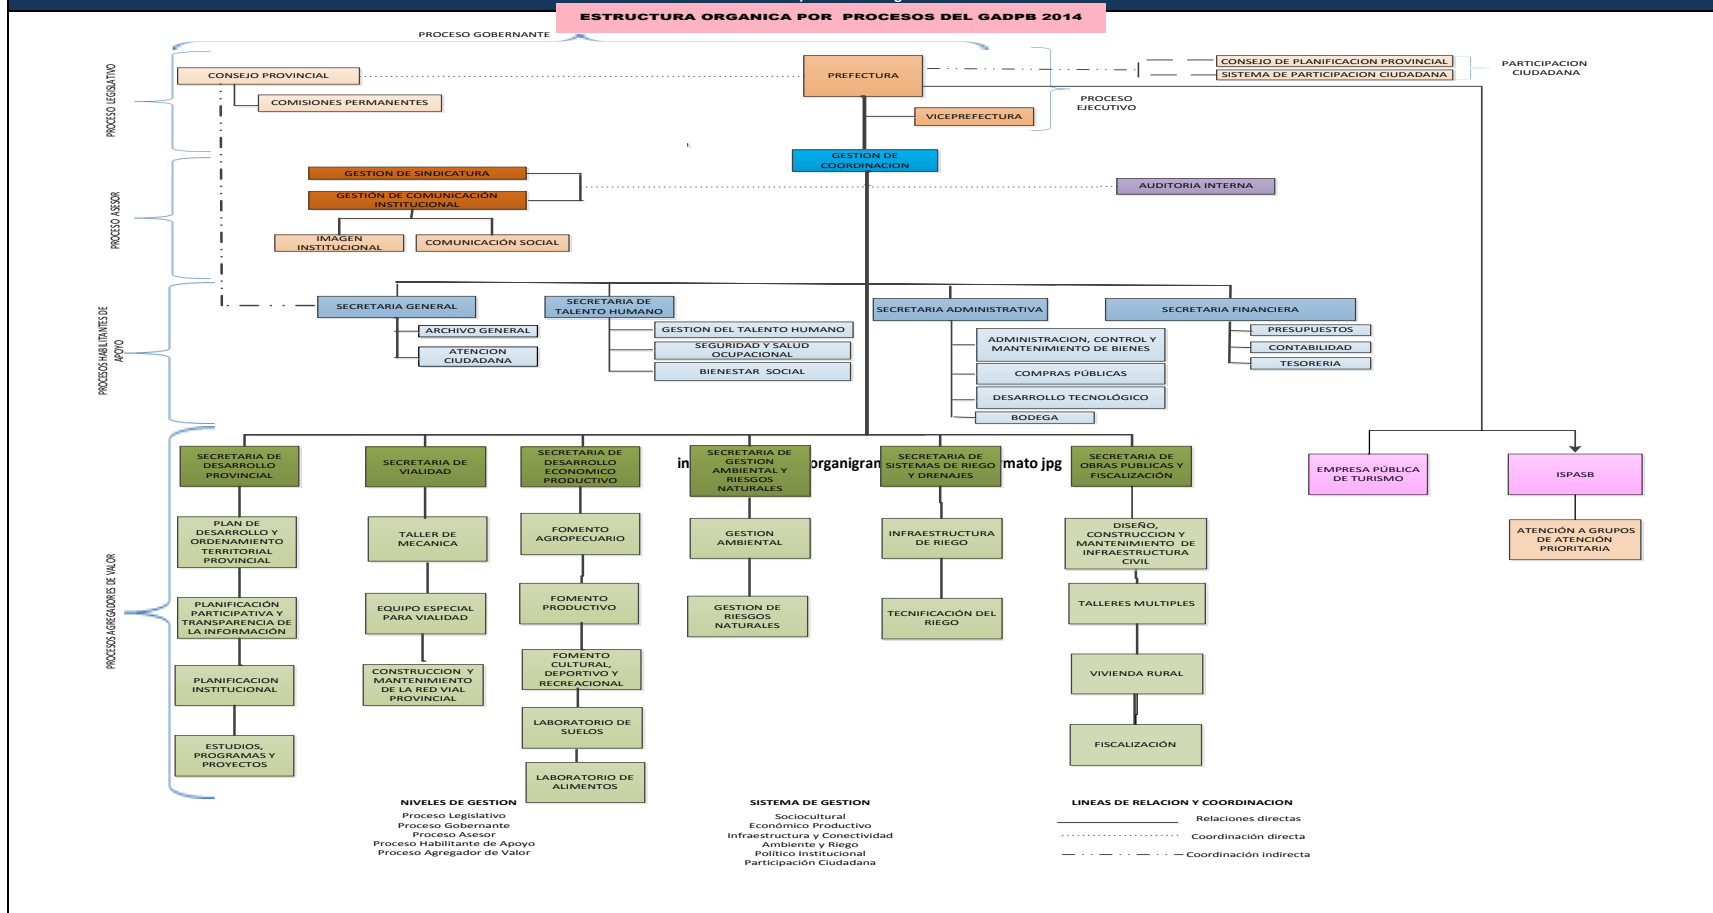 ESTRUCTURA ORGANICA POR PROCESOS DEL GADPB 2014
PROCESO GOBERNANTE
PROCESO LEGISLATIVO
CONSEJO PROVINCIAL
COMISIONES PERMANENTES
PREFECTURA
VICEPREFECTURA
PROCESO
EJECUTIVO
CONSEJO DE PLANIFICACION PROVINCIAL
SISTEMA DE PARTICIPACION CIUDADANA
PARTICIPACION
CIUDADANA
GESTION DE
COORDINACION
PROCESO ASESOR
GESTION DE SINDICATURA
GESTIÓN DE COMUNICACIÓN
INSTITUCIONAL
IMAGEN
INSTITUCIONAL
COMUNICACIÓN SOCIAL
AUDITORIA INTERNA
PROCESOS HABILITANTES DE
APOYO
SECRETARIA GENERAL
ARCHIVO GENERAL
ATENCION
CIUDADANA
SECRETARIA DE
TALENTO HUMANO
GESTION DEL TALENTO HUMANO
SEGURIDAD Y SALUD
OCUPACIONAL
BIENESTAR SOCIAL
SECRETARIA ADMINISTRATIVA
ADMINISTRACION, CONTROL Y
MANTENIMIENTO DE BIENES
COMPRAS PÚBLICAS
DESARROLLO TECNOLÓGICO
BODEGA
SECRETARIA FINANCIERA
PRESUPUESTOS
CONTABILIDAD
TESORERIA
PROCESOS AGREGADORES DE VALOR
SECRETARIA DE
DESARROLLO
PROVINCIAL
PLAN DE
DESARROLLO Y
ORDENAMIENTO
TERRITORIAL
PROVINCIAL
PLANIFICACIÓN
PARTICIPATIVA Y
TRANSPARENCIA DE
LA INFORMACIÓN
PLANIFICACION
INSTITUCIONAL
ESTUDIOS,
PROGRAMAS Y
PROYECTOS
SECRETARIA DE
VIALIDAD
TALLER DE
MECANICA
EQUIPO ESPECIAL
PARA VIALIDAD
CONSTRUCCION Y
MANTENIMIENTO
DE LA RED VIAL
PROVINCIAL
SECRETARIA DE
DESARROLLO
ECONOMICO
PRODUCTIVO
FOMENTO
AGROPECUARIO
FOMENTO
PRODUCTIVO
FOMENTO
CULTURAL,
DEPORTIVO Y
RECREACIONAL
LABORATORIO DE
SUELOS
LABORATORIO DE
ALIMENTOS
in organigran rmato jpg
SECRETARIA DE
GESTION
AMBIENTAL Y
RIESGOS
NATURALES
GESTION
AMBIENTAL
GESTION DE
RIESGOS
NATURALES
SECRETARIA DE
SISTEMAS DE RIEGO
Y DRENAJES
INFRAESTRUCTURA
DE RIEGO
TECNIFICACIÓN DEL
RIEGO
SECRETARIA DE
OBRAS PUBLICAS Y
FISCALIZACIÓN
DISEÑO,
CONSTRUCCION Y
MANTENIMIENTO DE
INFRAESTRUCTURA
CIVIL
TALLERES MULTIPLES
VIVIENDA RURAL
FISCALIZACIÓN
EMPRESA PÚBLICA
DE TURISMO
ISPASB
ATENCIÓN A GRUPOS
DE ATENCIÓN
PRIORITARIA
NIVELES DE GESTION
Proceso Legislativo
Proceso Gobernante
Proceso Asesor
Proceso Habilitante de Apoyo
Proceso Agregador de Valor
SISTEMA DE GESTION
Sociocultural
Económico Productivo
Infraestructura y Conectividad
Ambiente y Riego
Político Institucional
Participación Ciudadana
LINEAS DE RELACION Y COORDINACION
Relaciones directas
Coordinación directa
Coordinación indirecta